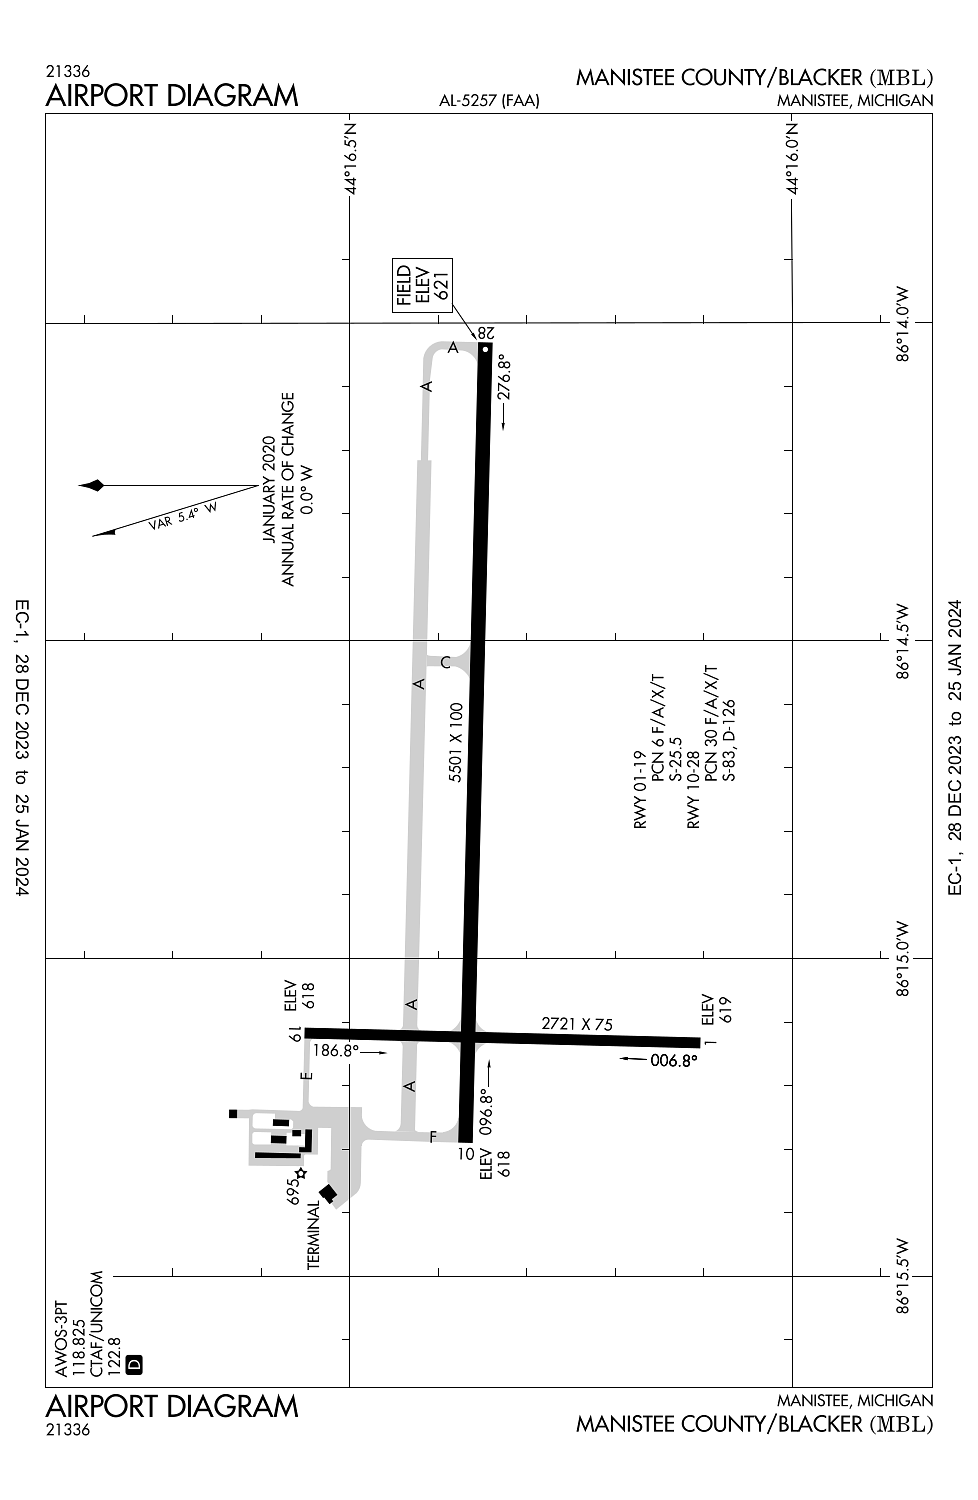 21336
AIRPORT DIAGRAM
AL-5257 (FAA)
MANISTEE COUNTY/BLACKER (MBL)
MANISTEE, MICHIGAN
44°16.5'N
44°16.0'N
FIELD
ELEV
621
86°14.0'W
28
A
276.8°
A
JANUARY 2020
ANNUAL RATE OF CHANGE
0.0° W
VAR 5.4° W
EC-1, 28 DEC 2023 to 25 JAN 2024
EC-1, 28 DEC 2023 to 25 JAN 2024
86°14.5'W
C
A
5501 X 100
RWY 01-19
PCN 6 F/A/X/T
S-25.5
RWY 10-28
PCN 30 F/A/X/T
S-83, D-126
86°15.0'W
ELEV
618
A
19
186.8°
2721 X 75
ELEV
619
1
006.8°
E
A
096.8°
F
10
ELEV
618
695
TERMINAL
86°15.5'W
AWOS-3PT
118.825
CTAF/UNICOM
122.8
D
AIRPORT DIAGRAM
21336
MANISTEE, MICHIGAN
MANISTEE COUNTY/BLACKER (MBL)